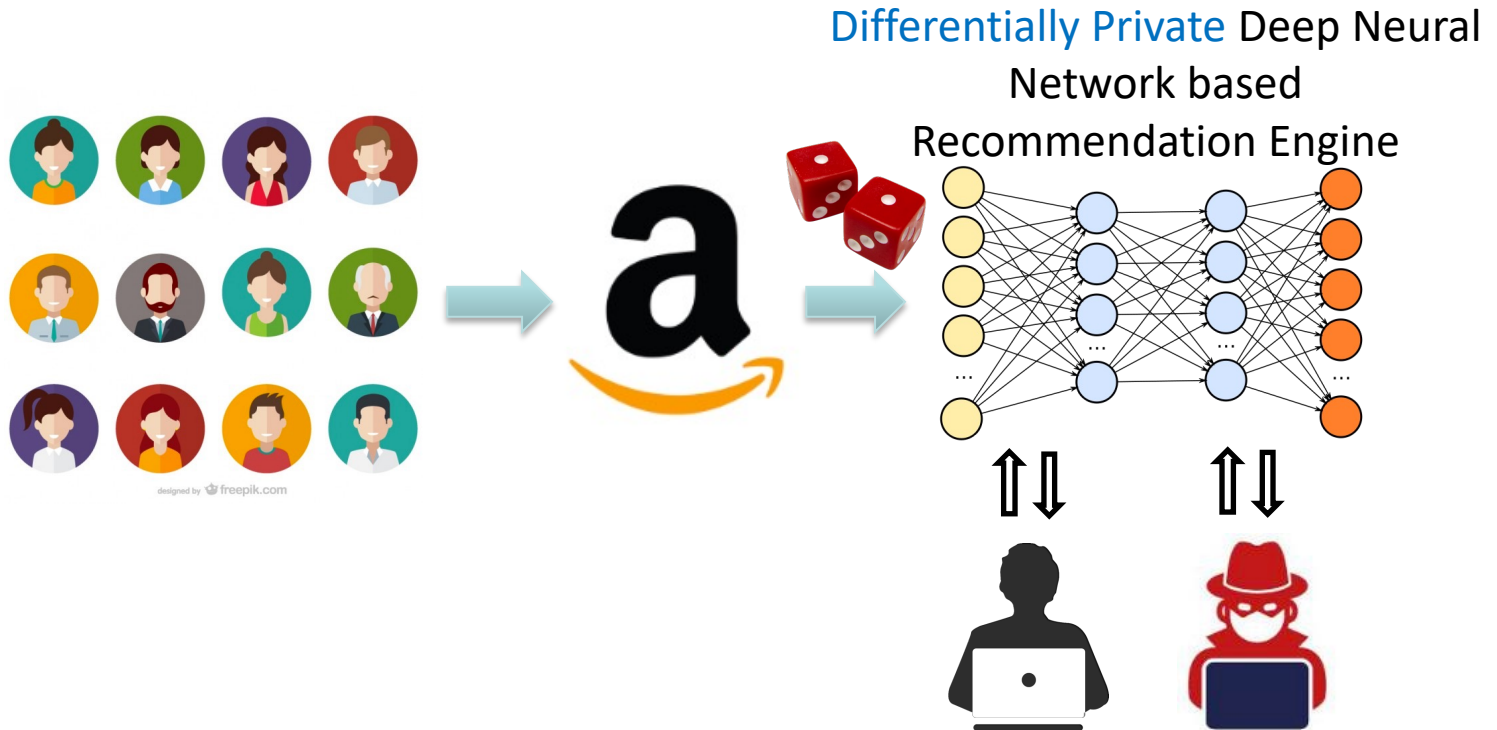 Differentially Private Deep Neural
Network based
Recommendation Engine
a
...
...
...
...
designed by freepik.com